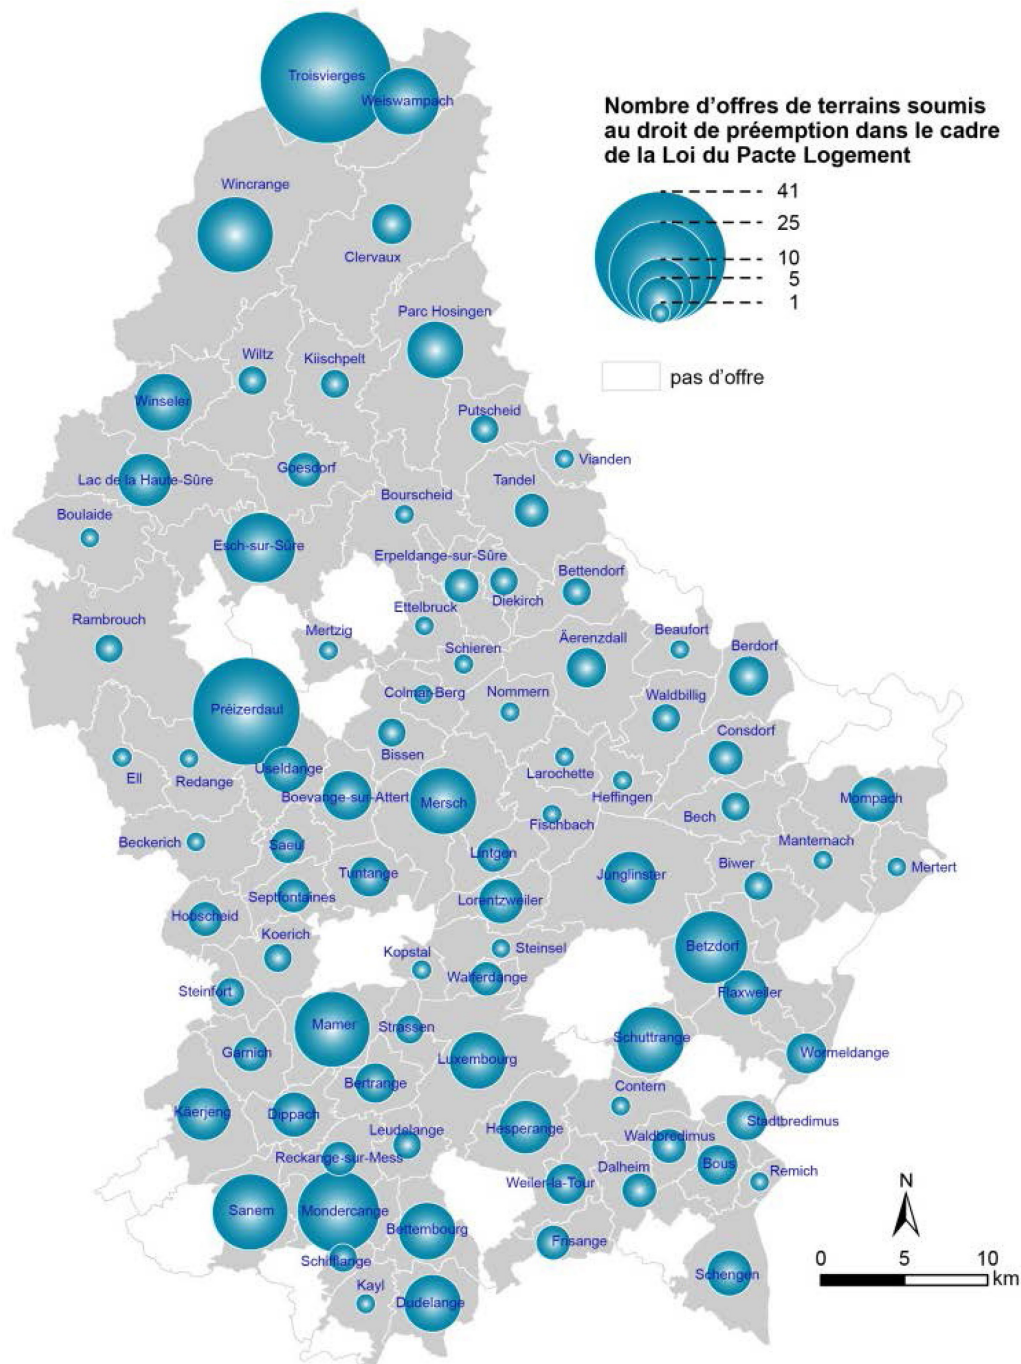 Troisvierges
Weiswampach
Nombre d'offres de terrains soumis
au droit de préemption dans le cadre
de la Loi du Pacte Logement
Wincrange
41
25
10
5
1
Clervaux
Parc Hosingen
Wiltz
Kiischpelt
pas d'offre
Winseler
Putscheid
Vianden
Goesdorf
Lac de la Haute-Sûre
Tandel
Bourscheid
Boulaide
Esch-sur-Sûre
Erpeldange-sur-Sûre
Bettendorf
Diekirch
Ettelbruck
Rambrouch
Mertzig
Beaufort
Äerenzdall
Berdorf
Schieren
Colmar-Berg
Nommern
Waldbillig
Préizerdaul
Consdorf
Bissen
Useldange
Larochette
Ell
Redange
Boevange-sur-Attert
Mersch
Heffingen
Mompach
Bech
Fischbach
Beckerich
Saeul
Manternach
Lintgen
Biwer
Mertert
Tuntange
Junglinster
Septfontaines
Lorentzweiler
Hobscheid
Koerich
Betzdorf
Kopstal
Steinsel
Walferdange
Steinfort
Flaxweiler
Mamer
Strassen
Schuttrange
Garnich
Luxembourg
Wormeldange
Bertrange
Contern
Käerjeng
Dippach
Stadtbredimus
Leudelange
Hesperange
Waldbredimus
Reckange-sur-Mess
Dalheim
Bous
Remich
Weiler-la-Tour
Sanem
Mondercange
Bettembourg
Frisange
Schifflange
Schengen
Kayl
Dudelange
N
0 5 10
km